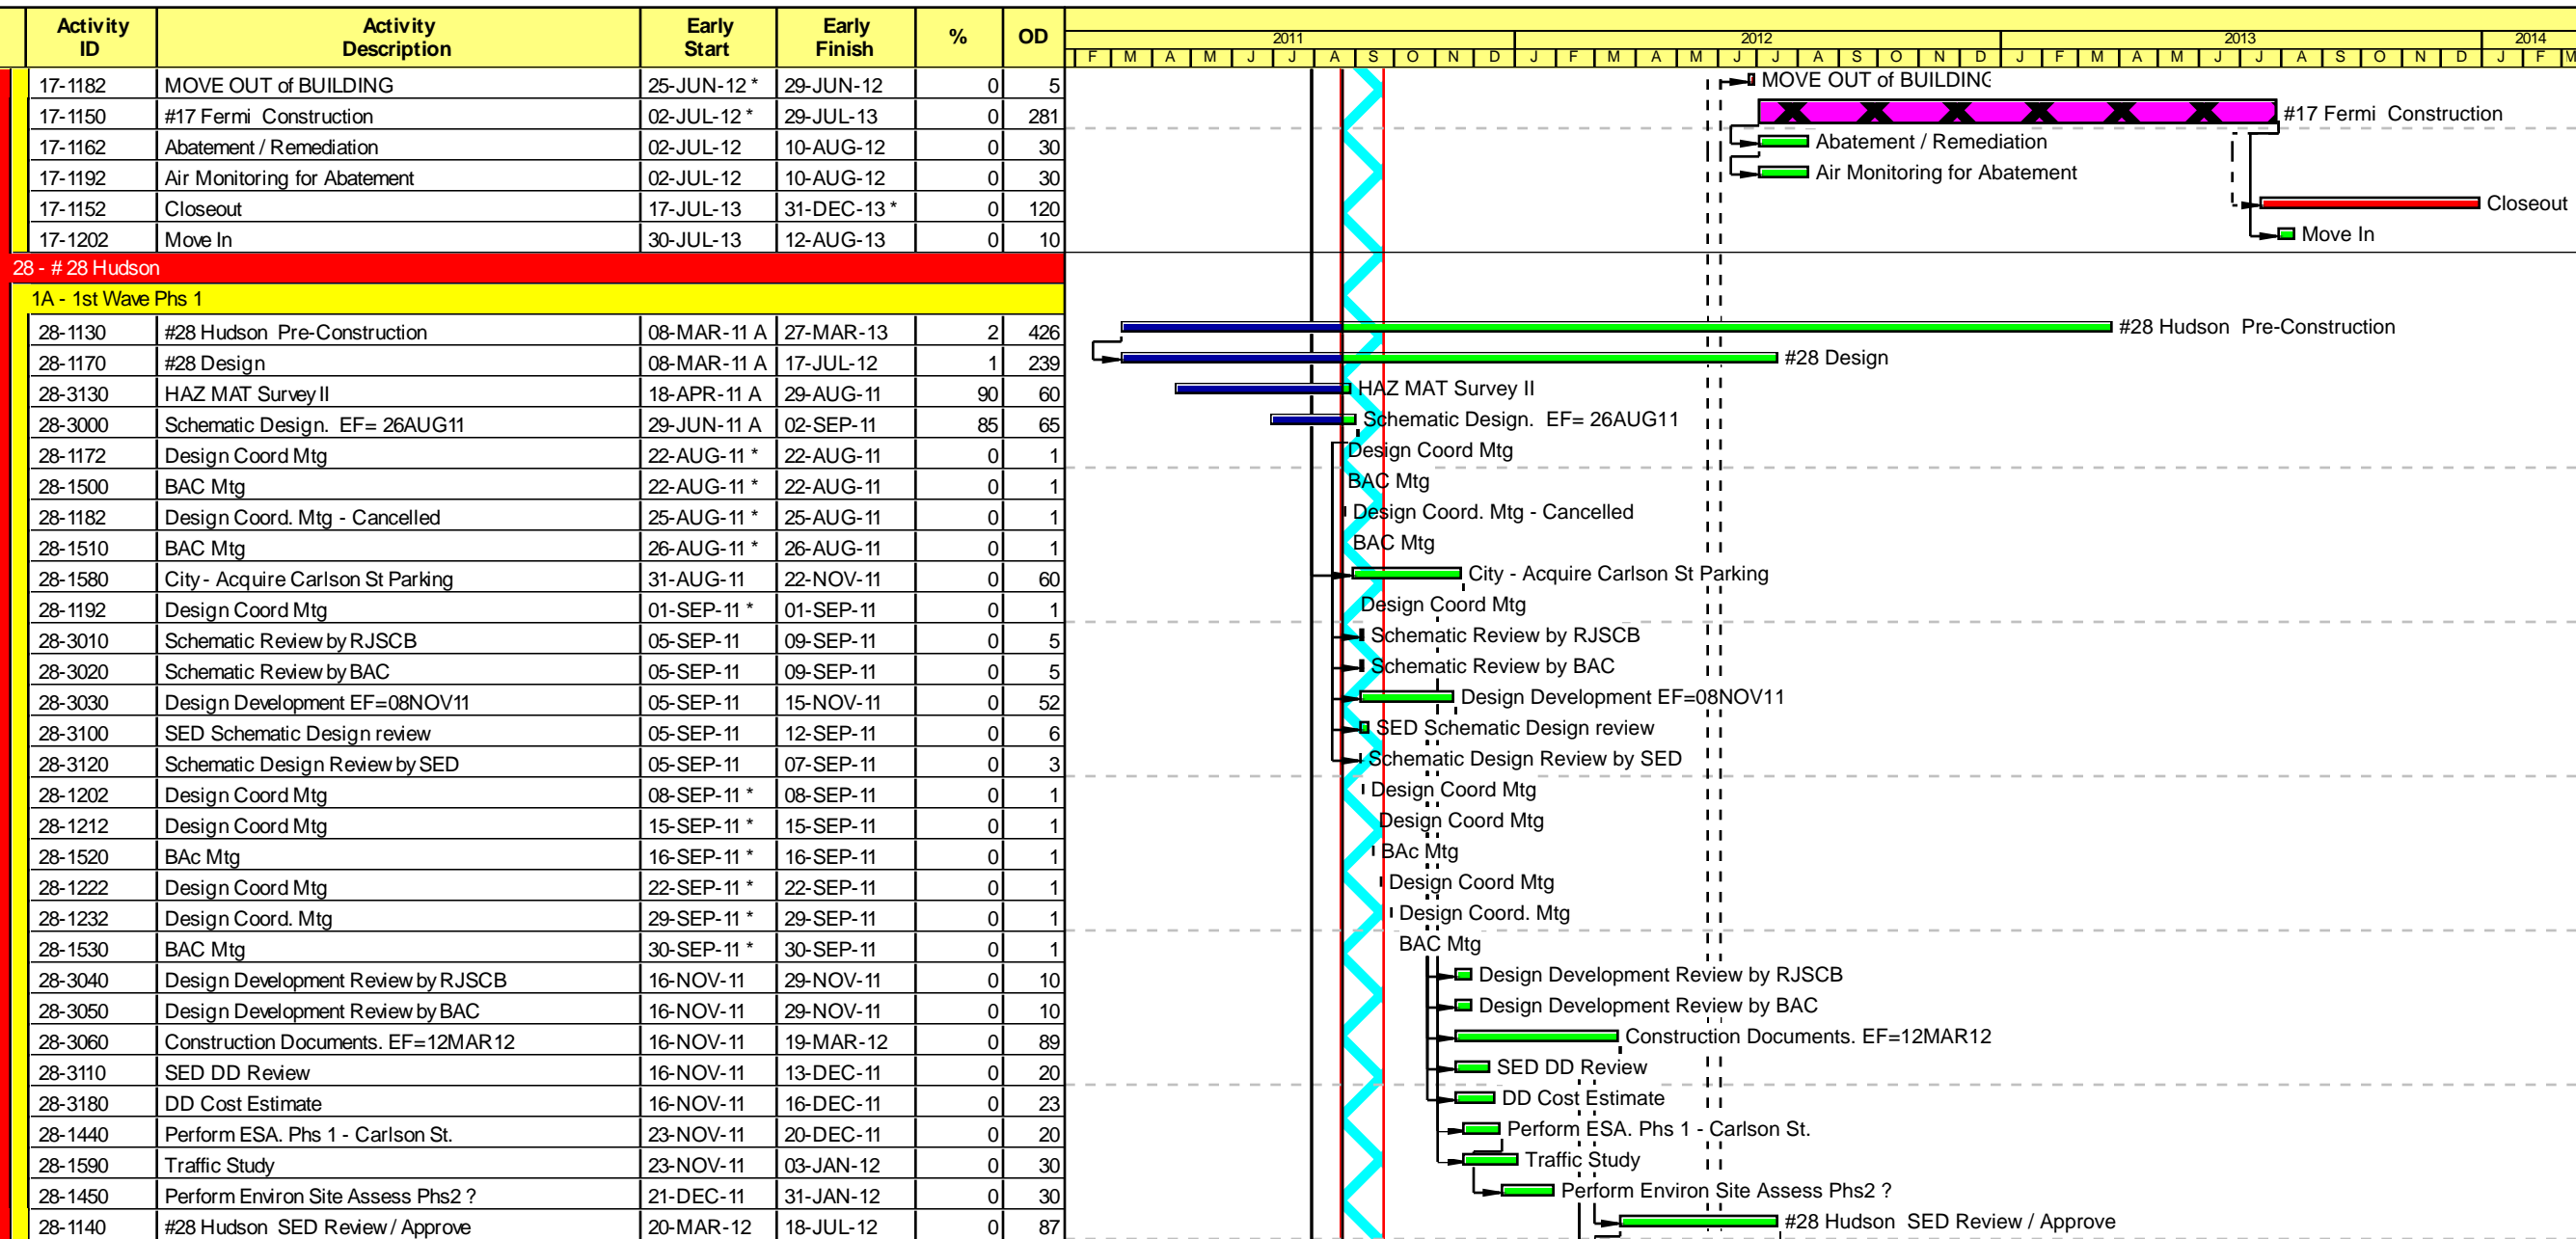 Activity ID Activity Description Early Start Early Finish % OD
2011 2012 2013 2014
F M A M J J A S O N D J F M A M J J A S O N D J F M A M J J A S O N D J F M
17-1182 MOVE OUT of BUILDING 25-JUN-12 * 29-JUN-12 0 5 MOVE OUT of BUILDING
17-1150 #17 Fermi Construction 02-JUL-12 * 29-JUL-13 0 281 #17 Fermi Construction
17-1162 Abatement / Remediation 02-JUL-12 10-AUG-12 0 30 Abatement / Remediation
17-1192 Air Monitoring for Abatement 02-JUL-12 10-AUG-12 0 30 Air Monitoring for Abatement
17-1152 Closeout 17-JUL-13 31-DEC-13 * 0 120 Closeout
17-1202 Move In 30-JUL-13 12-AUG-13 0 10 Move In
28 - # 28 Hudson
1A - 1st Wave Phs 1
28-1130 #28 Hudson Pre-Construction 08-MAR-11 A 27-MAR-13 2 426 #28 Hudson Pre-Construction
28-1170 #28 Design 08-MAR-11 A 17-JUL-12 1 239 #28 Design
28-3130 HAZ MAT Survey II 18-APR-11 A 29-AUG-11 90 60 HAZ MAT Survey II
28-3000 Schematic Design. EF= 26AUG11 29-JUN-11 A 02-SEP-11 85 65 Schematic Design. EF= 26AUG11
28-1172 Design Coord Mtg 22-AUG-11 * 22-AUG-11 0 1 Design Coord Mtg
28-1500 BAC Mtg 22-AUG-11 * 22-AUG-11 0 1 BAC Mtg
28-1182 Design Coord. Mtg - Cancelled 25-AUG-11 * 25-AUG-11 0 1 Design Coord. Mtg - Cancelled
28-1510 BAC Mtg 26-AUG-11 * 26-AUG-11 0 1 BAC Mtg
28-1580 City - Acquire Carlson St Parking 31-AUG-11 22-NOV-11 0 60 City - Acquire Carlson St Parking
28-1192 Design Coord Mtg 01-SEP-11 * 01-SEP-11 0 1 Design Coord Mtg
28-3010 Schematic Review by RJSCB 05-SEP-11 09-SEP-11 0 5 Schematic Review by RJSCB
28-3020 Schematic Review by BAC 05-SEP-11 09-SEP-11 0 5 Schematic Review by BAC
28-3030 Design Development EF=08NOV11 05-SEP-11 15-NOV-11 0 52 Design Development EF=08NOV11
28-3100 SED Schematic Design review 05-SEP-11 12-SEP-11 0 6 SED Schematic Design review
28-3120 Schematic Design Review by SED 05-SEP-11 07-SEP-11 0 3 Schematic Design Review by SED
28-1202 Design Coord Mtg 08-SEP-11 * 08-SEP-11 0 1 Design Coord Mtg
28-1212 Design Coord Mtg 15-SEP-11 * 15-SEP-11 0 1 Design Coord Mtg
28-1520 BAc Mtg 16-SEP-11 * 16-SEP-11 0 1 BAc Mtg
28-1222 Design Coord Mtg 22-SEP-11 * 22-SEP-11 0 1 Design Coord Mtg
28-1232 Design Coord. Mtg 29-SEP-11 * 29-SEP-11 0 1 Design Coord. Mtg
28-1530 BAC Mtg 30-SEP-11 * 30-SEP-11 0 1 BAC Mtg
28-3040 Design Development Review by RJSCB 16-NOV-11 29-NOV-11 0 10 Design Development Review by RJSCB
28-3050 Design Development Review by BAC 16-NOV-11 29-NOV-11 0 10 Design Development Review by BAC
28-3060 Construction Documents. EF=12MAR12 16-NOV-11 19-MAR-12 0 89 Construction Documents. EF=12MAR12
28-3110 SED DD Review 16-NOV-11 13-DEC-11 0 20 SED DD Review
28-3180 DD Cost Estimate 16-NOV-11 16-DEC-11 0 23 DD Cost Estimate
28-1440 Perform ESA. Phs 1 - Carlson St. 23-NOV-11 20-DEC-11 0 20 Perform ESA. Phs 1 - Carlson St.
28-1590 Traffic Study 23-NOV-11 03-JAN-12 0 30 Traffic Study
28-1450 Perform Environ Site Assess Phs2 ? 21-DEC-11 31-JAN-12 0 30 Perform Environ Site Assess Phs2 ?
28-1140 #28 Hudson SED Review / Approve 20-MAR-12 18-JUL-12 0 87 #28 Hudson SED Review / Approve